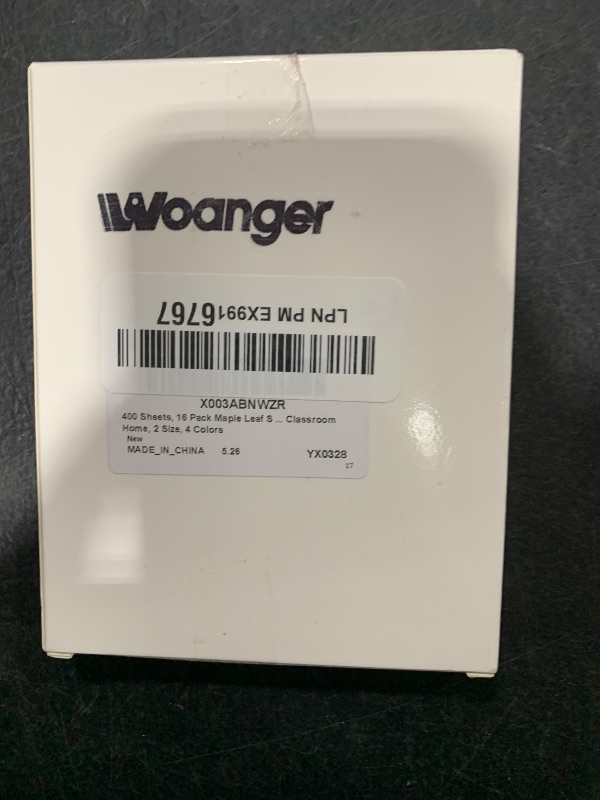 Woanger
LPN PM EX9916767
X003ABNWZR
400 Sheets, 16 Pack Maple Leaf S ... Classroom
Home, 2 Size, 4 Colors
New
MADE_IN_CHINA 5.26 YX0328
17